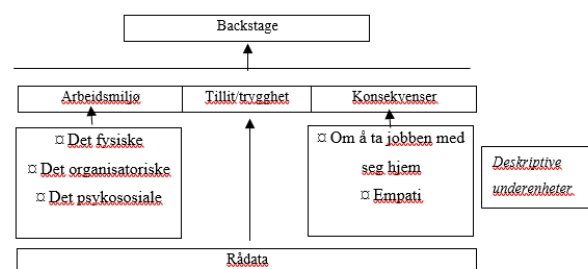 Backstage
Arbeidsmiljø
Tillit/trygghet
Konsekvenser
¤ Det fysiske
¤ Det organisatoriske
¤ Det psykososiale
¤ Om å ta jobben med
seg hjem
¤ Empati
Deskriptive
underenheter
Rådata